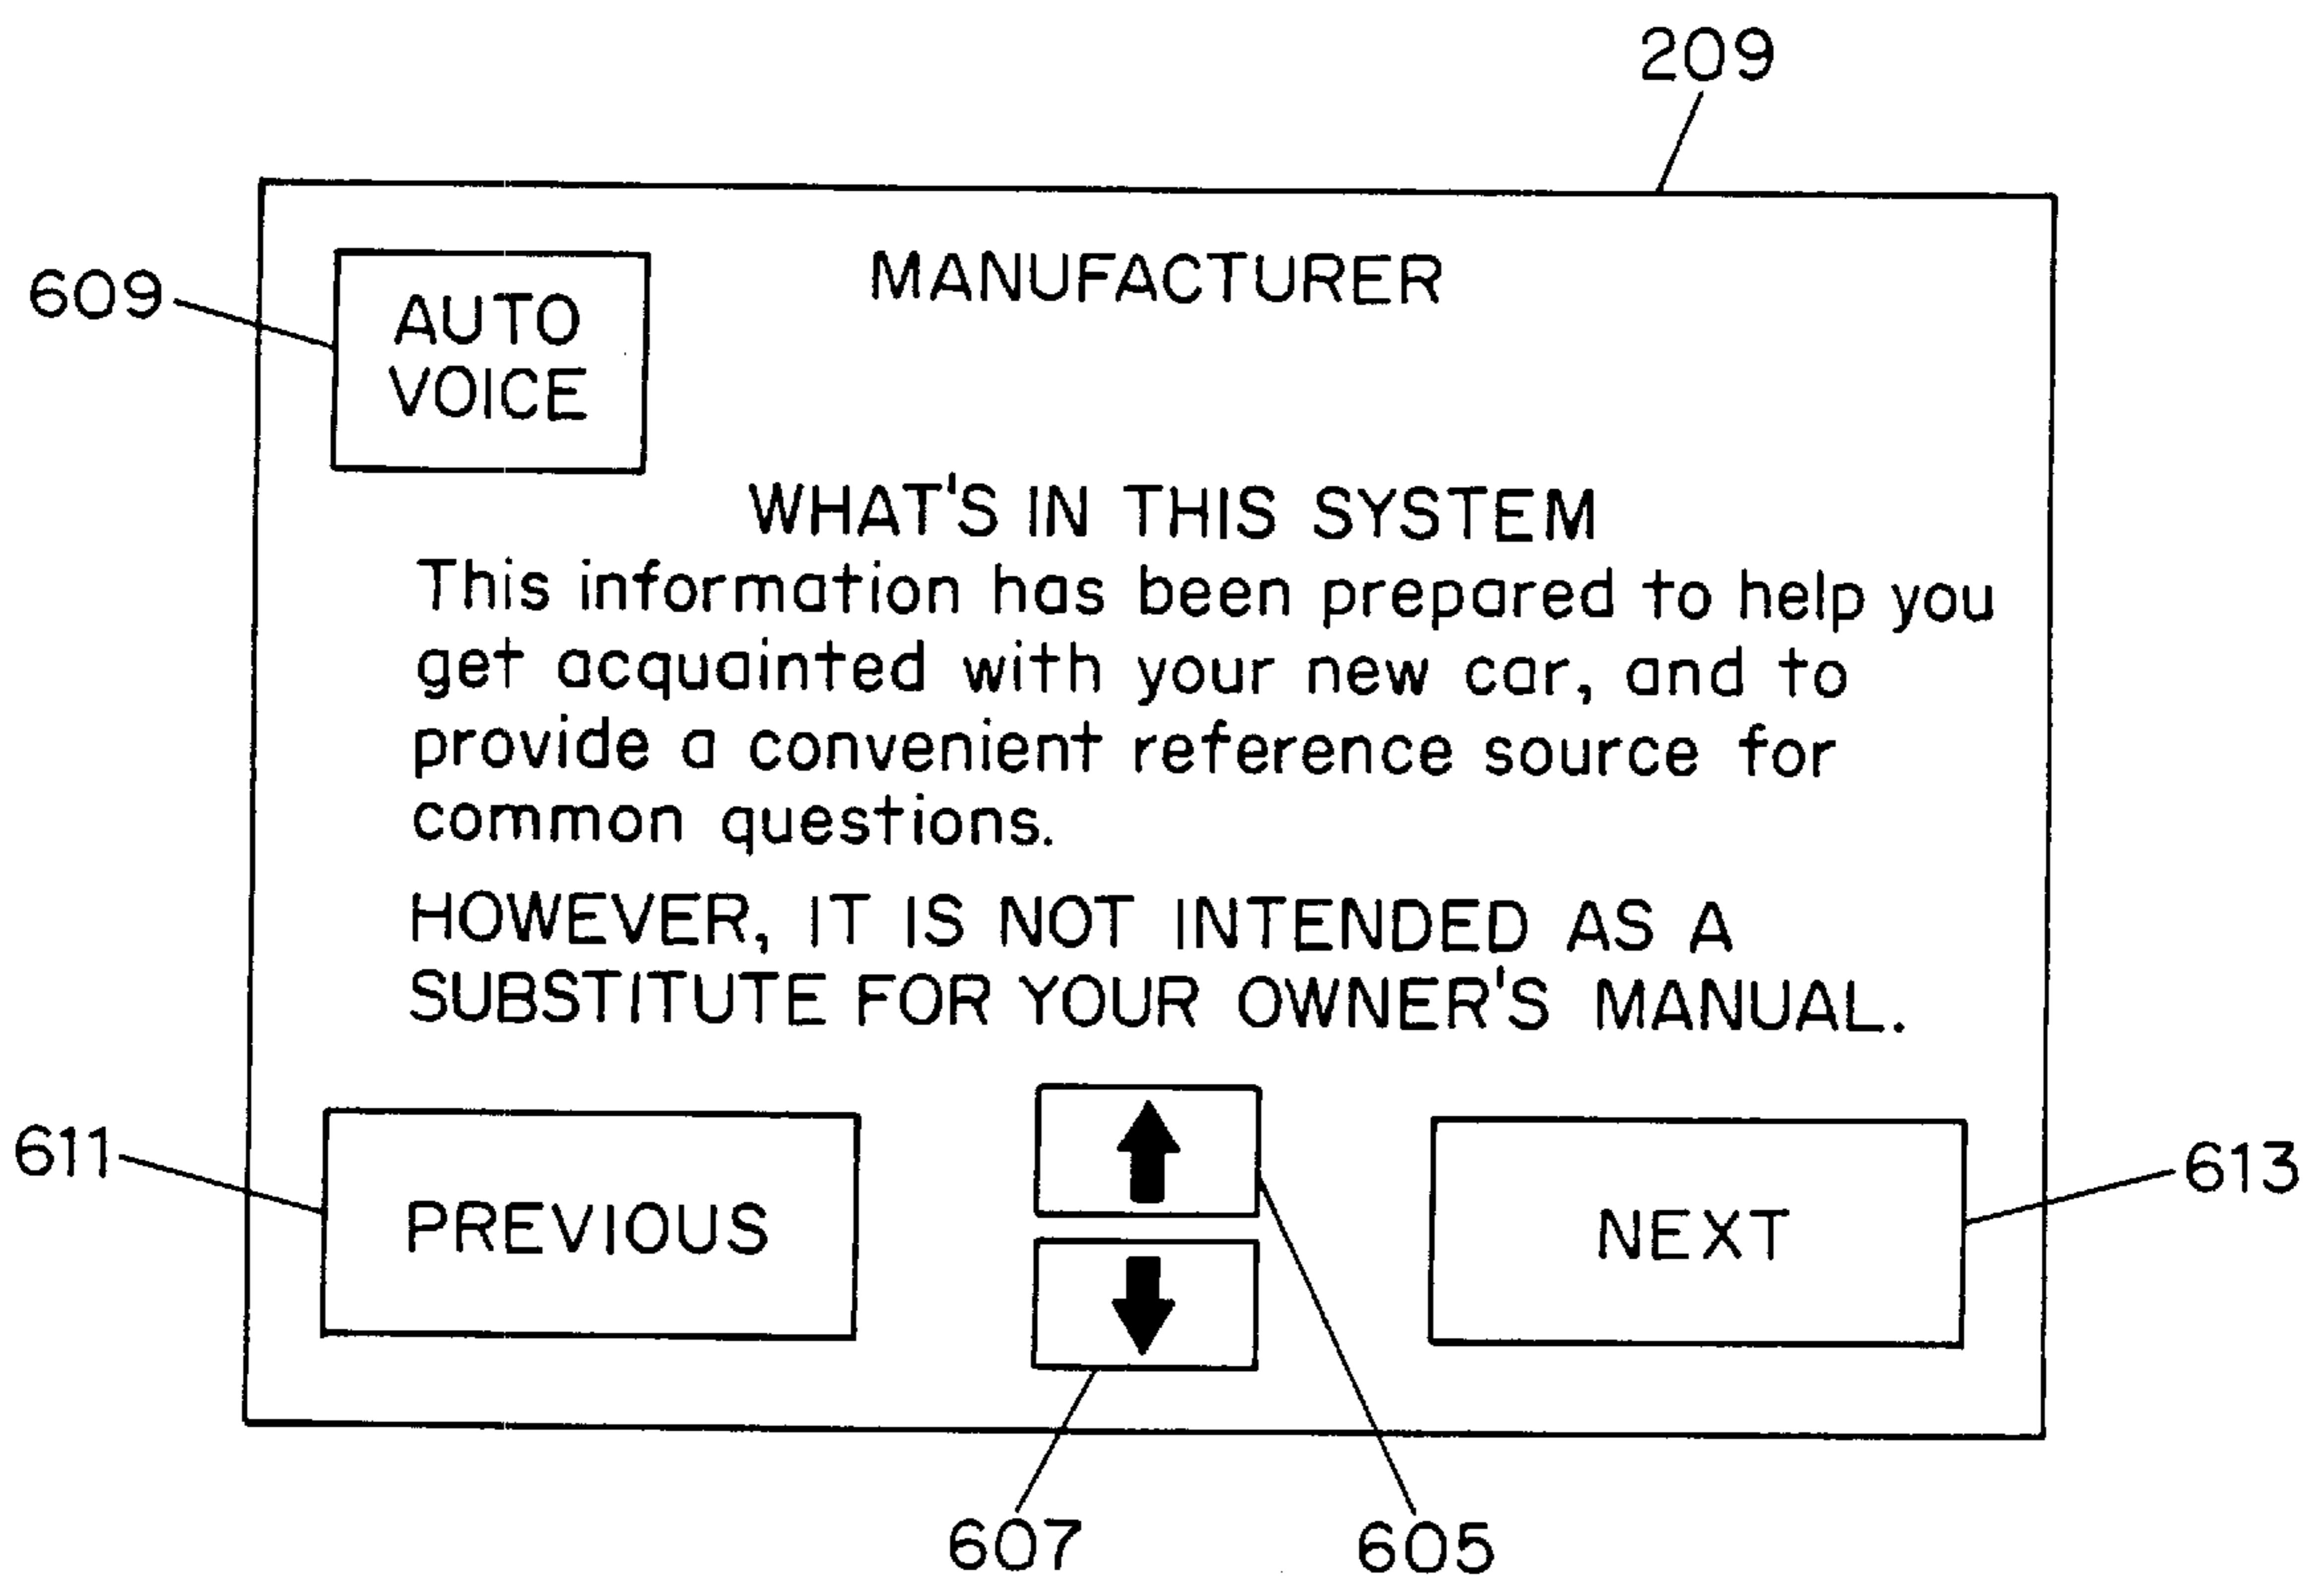 209
MANUFACTURER
609
AUTO
VOICE
WHAT'S IN THIS SYSTEM
This information has been prepared to help you
get acquainted with your new car, and to
provide a convenient reference source for
common questions.
HOWEVER, IT IS NOT INTENDED AS A
SUBSTITUTE FOR YOUR OWNER'S MANUAL.
611
PREVIOUS
NEXT
613
607
605